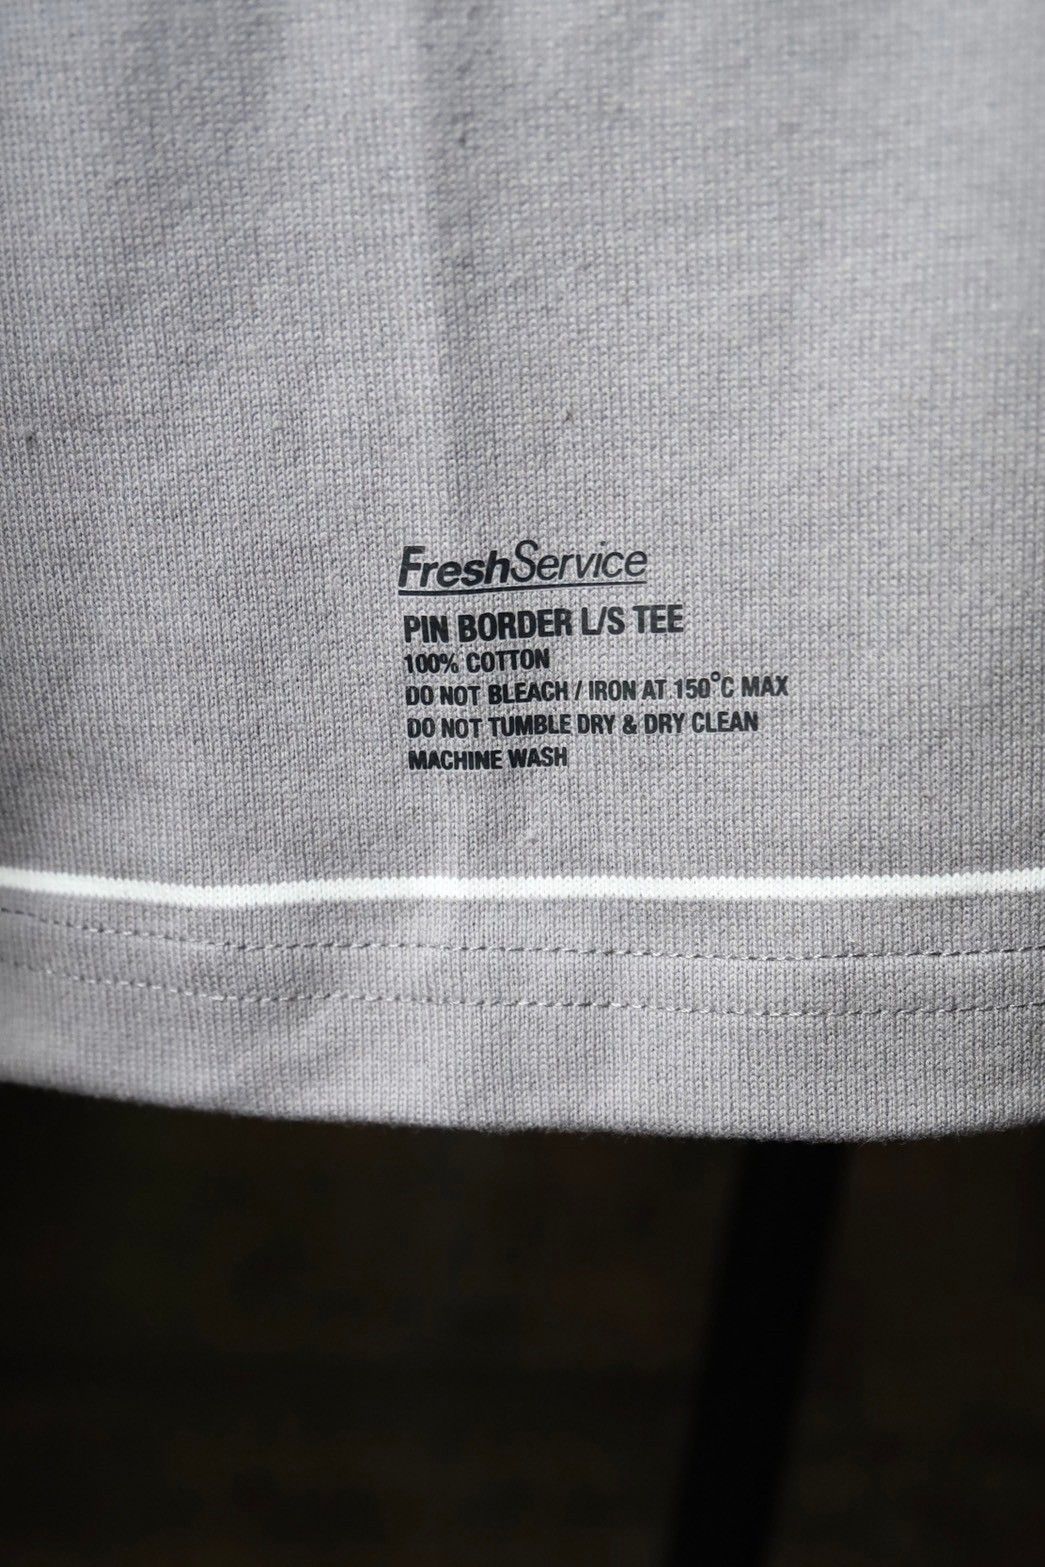 FreshService
PIN BORDER L/S TEE
100% COTTON
DO NOT BLEACH / IRON AT 150°C MAX
DO NOT TUMBLE DRY & DRY CLEAN
MACHINE WASH